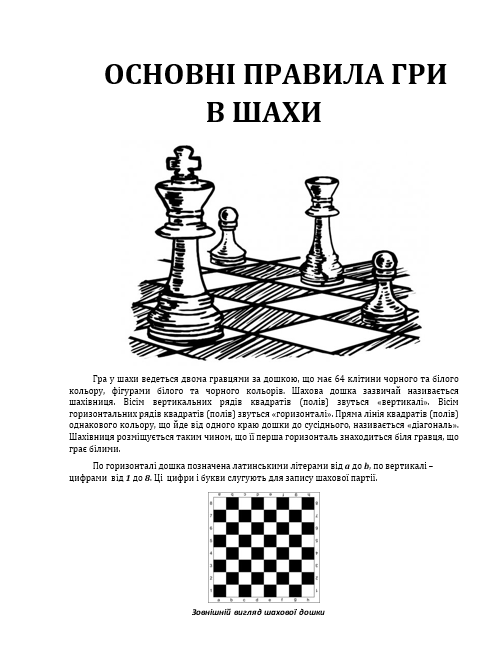 ОСНОВНІ ПРАВИЛА ГРИ
В ШАХИ
Гра у шахи ведеться двома гравцями за дошкою, що має 64 клітини чорного та білого
кольору, фігурами білого та чорного кольорів. Шахова дошка зазвичай називається
шахівниця. Вісім вертикальних рядів квадратів (полів) звуться «вертикалі». Вісім
горизонтальних рядів квадратів (полів) звуться «горизонталі». Пряма лінія квадратів (полів)
однакового кольору, що йде від одного краю дошки до сусіднього, називається «діагональ».
Шахівниця розміщується таким чином, що її перша горизонталь знаходиться біля гравця, що
грає білими.
По горизонталі дошка позначена латинськими літерами від a до h, по вертикалі –
цифрами від 1 до 8. Ці цифри і букви слугують для запису шахової партії.
Зовнішній вигляд шахової дошки